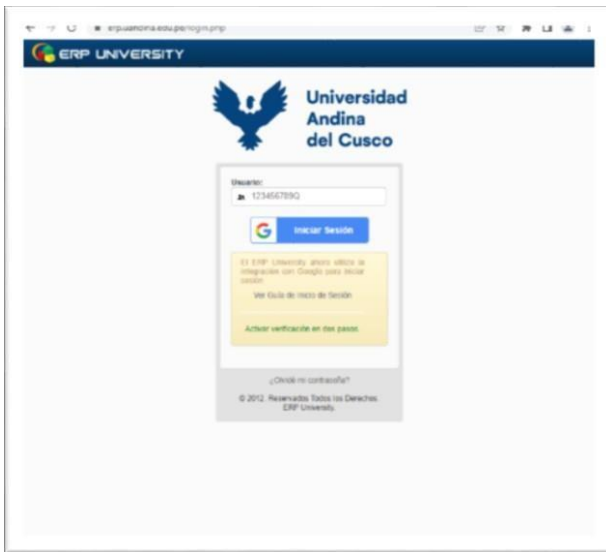 erp.uandina.edu.pe/login.php
ERP UNIVERSITY
Universidad
Andina
del Cusco
Usuario:
123456789Q
G Iniciar Sesión
El ERP University ahora utiliza la
integración con Google para iniciar
sesión
Ver Guía de Inicio de Sesión
Activar verificación en dos pasos
¿Olvidé mi contraseña?
© 2012. Reservados Todos los Derechos
ERP University.